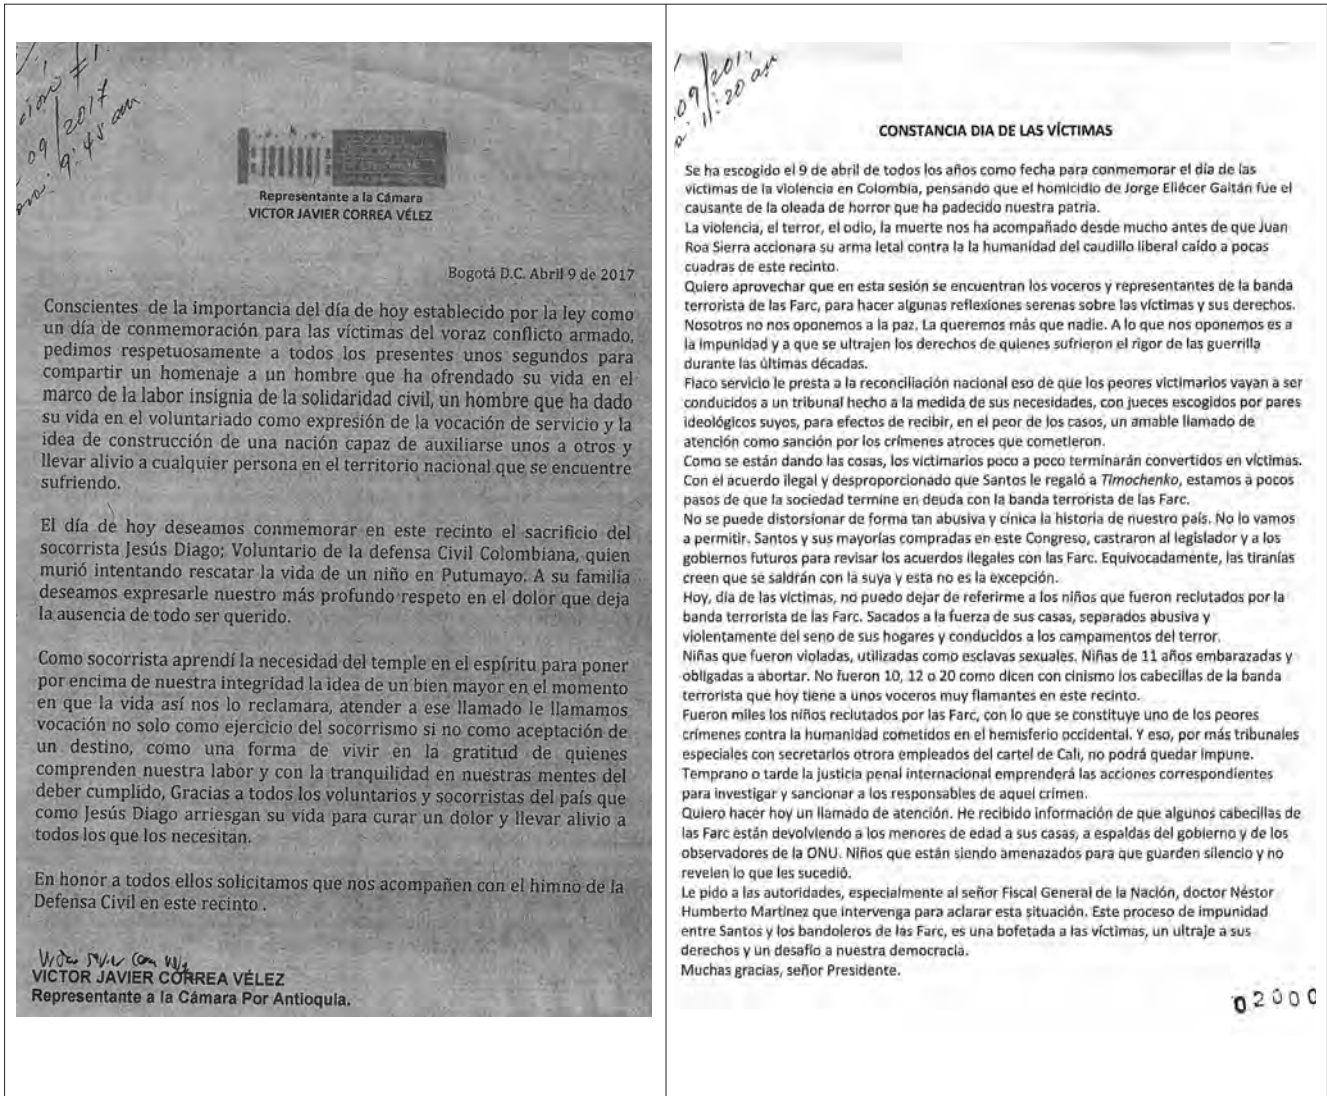 09/2017
9:45 am
Representante a la Cámara
VICTOR JAVIER CORREA VÉLEZ
Bogotá D.C. Abril 9 de 2017
Conscientes de la importancia del día de hoy establecido por la ley como
un día de conmemoración para las víctimas del voraz conflicto armado,
pedimos respetuosamente a todos los presentes unos segundos para
compartir un homenaje a un hombre que ha ofrendado su vida en el
marco de la labor insignia de la solidaridad civil, un hombre que ha dado
su vida en el voluntariado como expresión de la vocación de servicio y la
idea de construcción de una nación capaz de auxiliarse unos a otros y
llevar alivio a cualquier persona en el territorio nacional que se encuentre
sufriendo.
El día de hoy deseamos conmemorar en este recinto el sacrificio del
socorrista Jesús Diago; Voluntario de la defensa Civil Colombiana, quien
murió intentando rescatar la vida de un niño en Putumayo. A su familia
deseamos expresarle nuestro más profundo respeto en el dolor que deja
la ausencia de todo ser querido.
Como socorrista aprendí la necesidad del temple en el espíritu para poner
por encima de nuestra integridad la idea de un bien mayor en el momento
en que la vida así nos lo reclamara, atender a ese llamado le llamamos
vocación no solo como ejercicio del socorrismo si no como aceptación de
un destino, como una forma de vivir en la gratitud de quienes
comprenden nuestra labor y con la tranquilidad en nuestras mentes del
deber cumplido, Gracias a todos los voluntarios y socorristas del país que
como Jesús Diago arriesgan su vida para curar un dolor y llevar alivio a
todos los que los necesitan.
En honor a todos ellos solicitamos que nos acompañen con el himno de la
Defensa Civil en este recinto .
VICTOR JAVIER CORREA VÉLEZ
Representante a la Cámara Por Antioquia.
11:20 am
CONSTANCIA DIA DE LAS VÍCTIMAS
Se ha escogido el 9 de abril de todos los años como fecha para conmemorar el día de las
víctimas de la violencia en Colombia, pensando que el homicidio de Jorge Eliécer Gaitán fue el
causante de la oleada de horror que ha padecido nuestra patria.
La violencia, el terror, el odio, la muerte nos ha acompañado desde mucho antes de que Juan
Roa Sierra accionara su arma letal contra la la humanidad del caudillo liberal caído a pocas
cuadras de este recinto.
Quiero aprovechar que en esta sesión se encuentran los voceros y representantes de la banda
terrorista de las Farc, para hacer algunas reflexiones serenas sobre las víctimas y sus derechos.
Nosotros no nos oponemos a la paz. La queremos más que nadie. A lo que nos oponemos es a
la impunidad y a que se ultrajen los derechos de quienes sufrieron el rigor de las guerrilla
durante las últimas décadas.
Flaco servicio le presta a la reconciliación nacional eso de que los peores victimarios vayan a ser
conducidos a un tribunal hecho a la medida de sus necesidades, con jueces escogidos por pares
ideológicos suyos, para efectos de recibir, en el peor de los casos, un amable llamado de
atención como sanción por los crímenes atroces que cometieron.
Como se están dando las cosas, los victimarios poco a poco terminarán convertidos en víctimas.
Con el acuerdo ilegal y desproporcionado que Santos le regaló a Timochenko, estamos a pocos
pasos de que la sociedad termine en deuda con la banda terrorista de las Farc.
No se puede distorsionar de forma tan abusiva y cínica la historia de nuestro país. No lo vamos
a permitir. Santos y sus mayorías compradas en este Congreso, castraron al legislador y a los
gobiernos futuros para revisar los acuerdos ilegales con las Farc. Equivocadamente, las tiranías
creen que se saldrán con la suya y esta no es la excepción.
Hoy, día de las víctimas, no puedo dejar de referirme a los niños que fueron reclutados por la
banda terrorista de las Farc. Sacados a la fuerza de sus casas, separados abusiva y
violentamente del seno de sus hogares y conducidos a los campamentos del terror.
Niñas que fueron violadas, utilizadas como esclavas sexuales. Niñas de 11 años embarazadas y
obligadas a abortar. No fueron 10, 12 o 20 como dicen con cinismo los cabecillas de la banda
terrorista que hoy tiene a unos voceros muy flamantes en este recinto.
Fueron miles los niños reclutados por las Farc, con lo que se constituye uno de los peores
crímenes contra la humanidad cometidos en el hemisferio occidental. Y eso, por más tribunales
especiales con secretarios otrora empleados del cartel de Cali, no podrá quedar impune.
Temprano o tarde la justicia penal internacional emprenderá las acciones correspondientes
para investigar y sancionar a los responsables de aquel crimen.
Quiero hacer hoy un llamado de atención. He recibido información de que algunos cabecillas de
las Farc están devolviendo a los menores de edad a sus casas, a espaldas del gobierno y de los
observadores de la ONU. Niños que están siendo amenazados para que guarden silencio y no
revelen lo que les sucedió.
Le pido a las autoridades, especialmente al señor Fiscal General de la Nación, doctor Néstor
Humberto Martínez que intervenga para aclarar esta situación. Este proceso de impunidad
entre Santos y los bandoleros de las Farc, es una bofetada a las víctimas, un ultraje a sus
derechos y un desafío a nuestra democracia.
Muchas gracias, señor Presidente.
02000